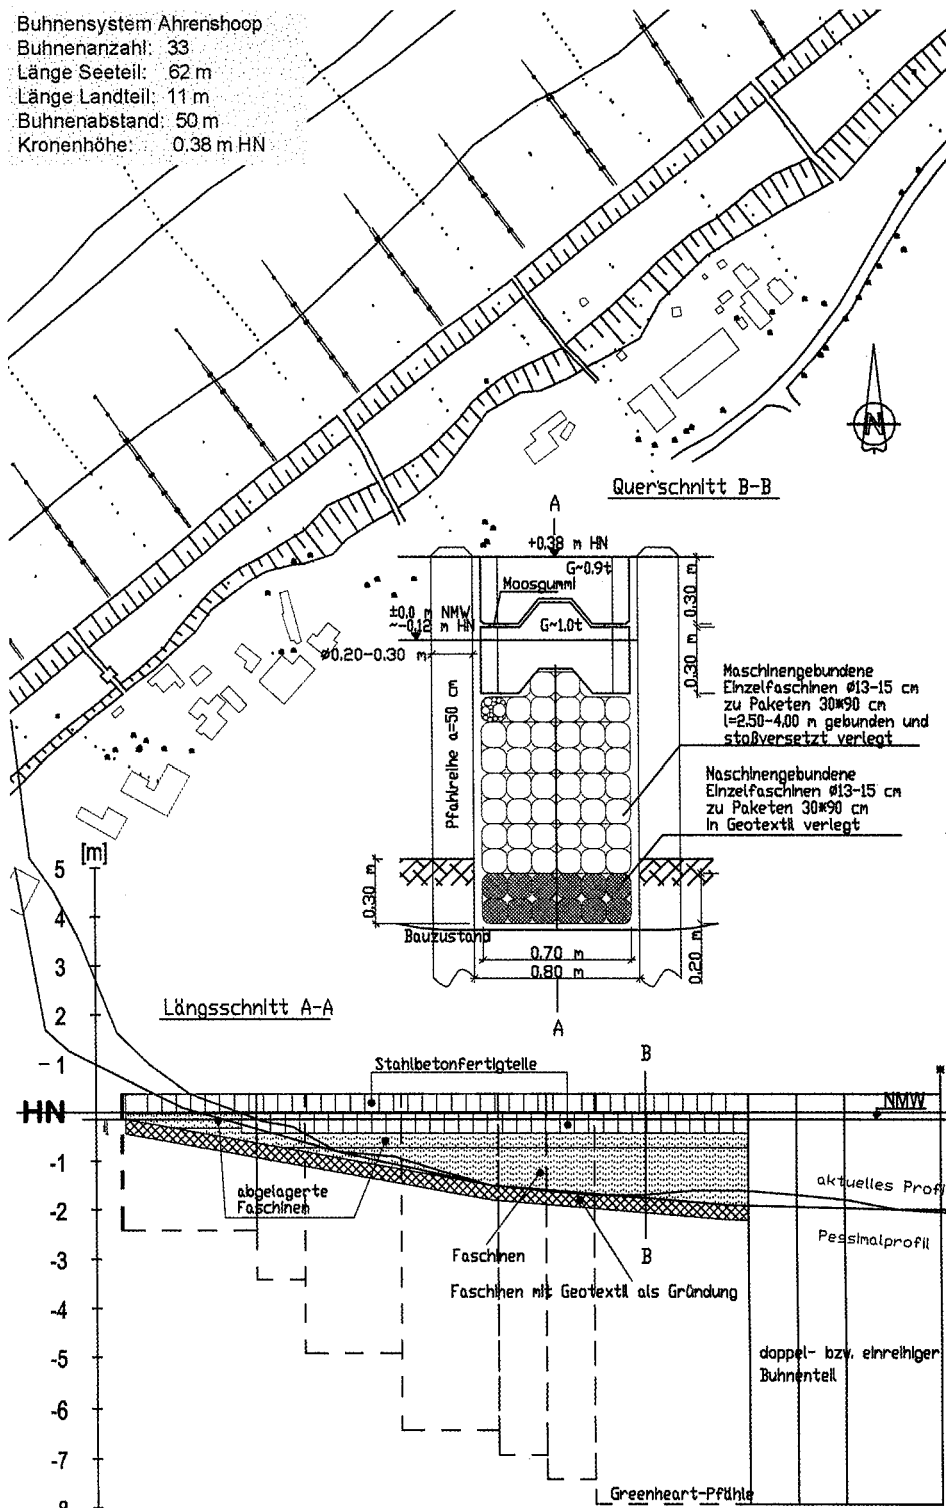 Buhnensystem Ahrenshoop
Buhnenanzahl: 33
Länge Seeteil: 62 m
Länge Landteil: 11 m
Buhnenabstand: 50 m
Kronenhöhe: 0.38 m HN
N
Querschnitt B-B
A
+0.38 m HN
G~0.9t
Moosgummi
0.30 m
±0.0 m NMW
~-0.12 m HN
G~1.0t
ø0.20-0.30 m
0.30 m
Maschinengebundene
Einzelfaschinen ø13-15 cm
zu Paketen 30*90 cm
l=2.50-4.00 m gebunden und
stoßversetzt verlegt
Pfahlreihe a=50 cm
Naschinengebundene
Einzelfaschinen ø13-15 cm
zu Paketen 30*90 cm
in Geotextil verlegt
[m]
5
0.30 m
4
Bauzustand
0.70 m
0.20 m
0.80 m
3
Längsschnitt A-A
A
2
1
Stahlbetonfertigteile
B
HN
NMW
-1
abgelagerte
Faschinen
aktuelles Profil
-2
Pessimalprofil
Faschinen
B
-3
Faschinen mit Geotextil als Gründung
-4
-5
doppel- bzw. einreihiger
Buhnenteil
-6
-7
Greenheart-Pfähle